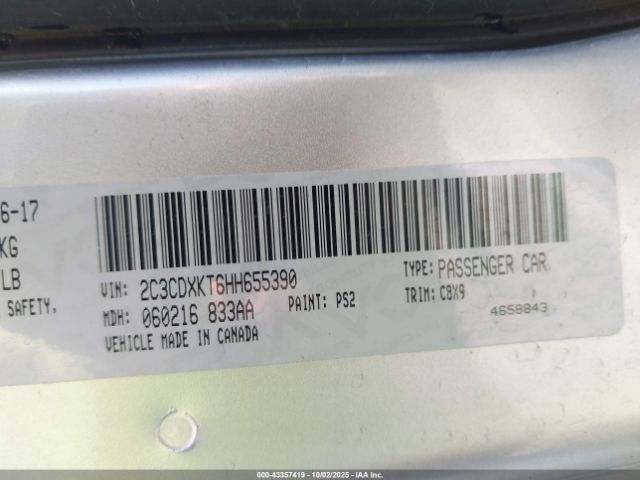 6-17
KG
LB
SAFETY,
VIN: 2C3CDXKT6HH655390
TYPE: PASSENGER CAR
MDH: 060216 833AA
PAINT: PS2
TRIM: C8X9
VEHICLE MADE IN CANADA
4658843
000-43357419 - 10/02/2025 - IAA Inc.